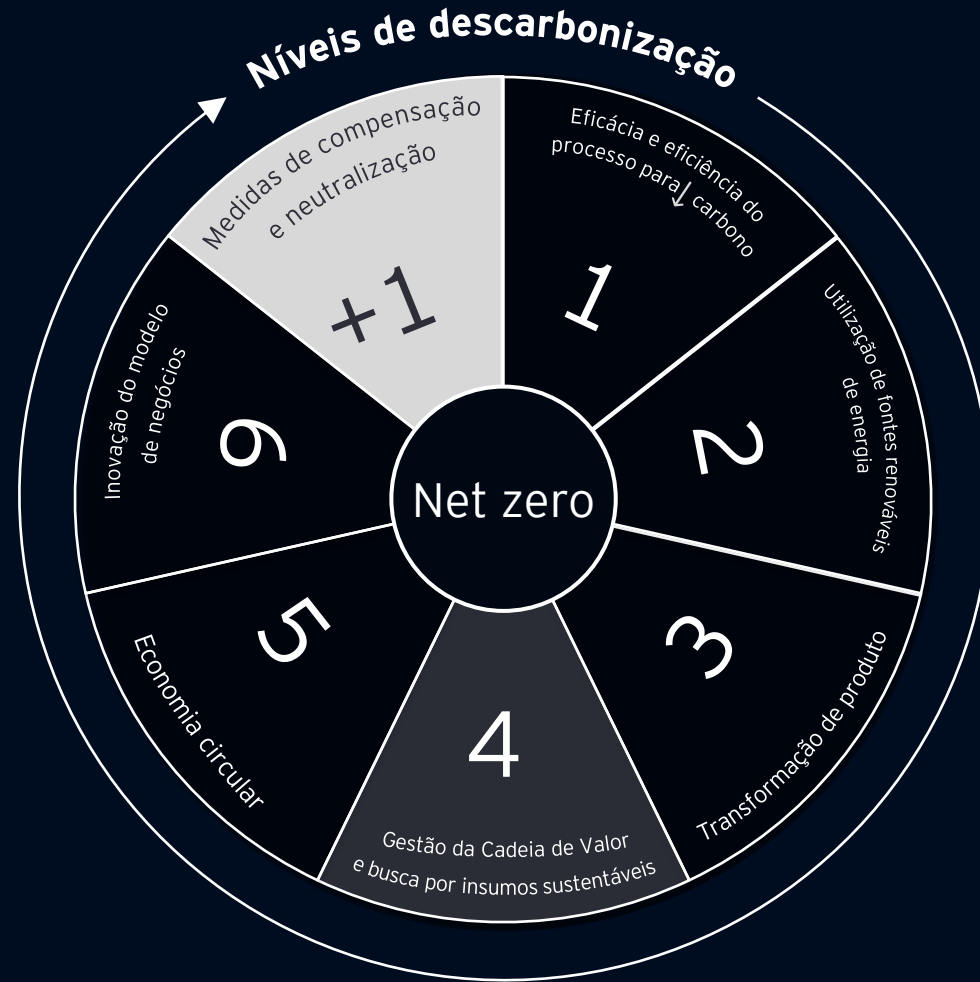 Níveis de descarbonização
Eficácia e eficiência do
processo para↓ carbono
1
Utilização de fontes renováveis
de energia
2
3
Transformação de produto
4
Gestão da Cadeia de Valor
e busca por insumos sustentáveis
5
Economia circular
Inovação do modelo
de negócios
6
Medidas de compensação
e neutralização
+1
Net zero